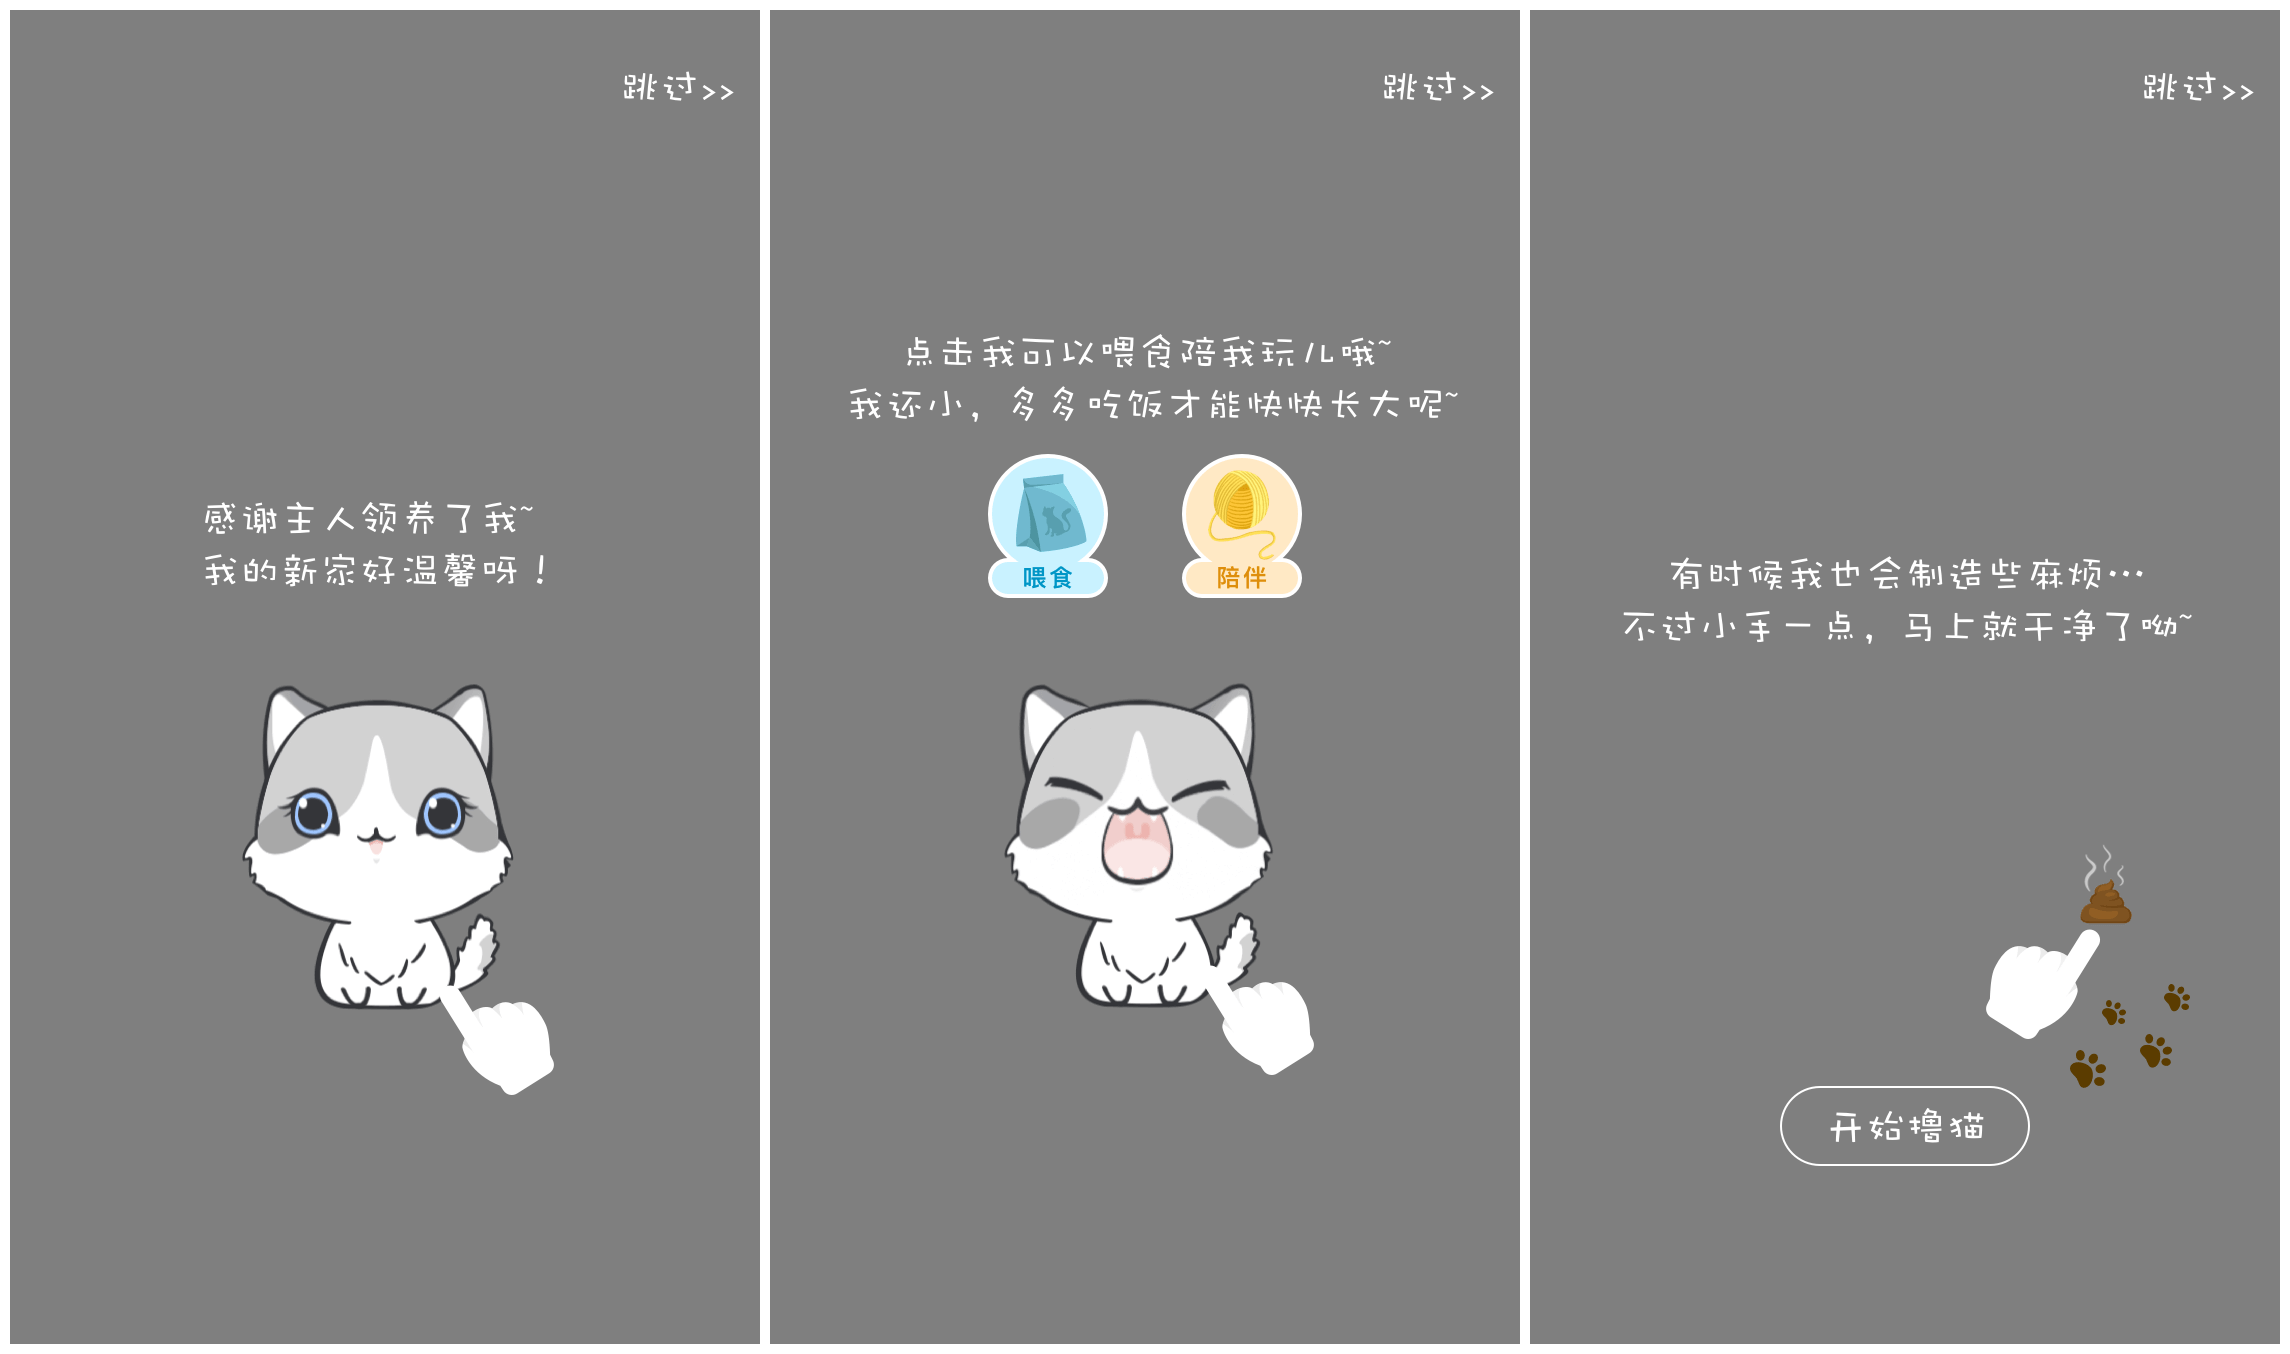 跳过>>
感谢主人领养了我~
我的新家好温馨呀！
跳过>>
点击我可以喂食陪我玩儿哦~
我还小，多多吃饭才能快快长大呢~
喂食
陪伴
跳过>>
有时候我也会制造些麻烦…
不过小手一点，马上就干净了呦~
开始撸猫